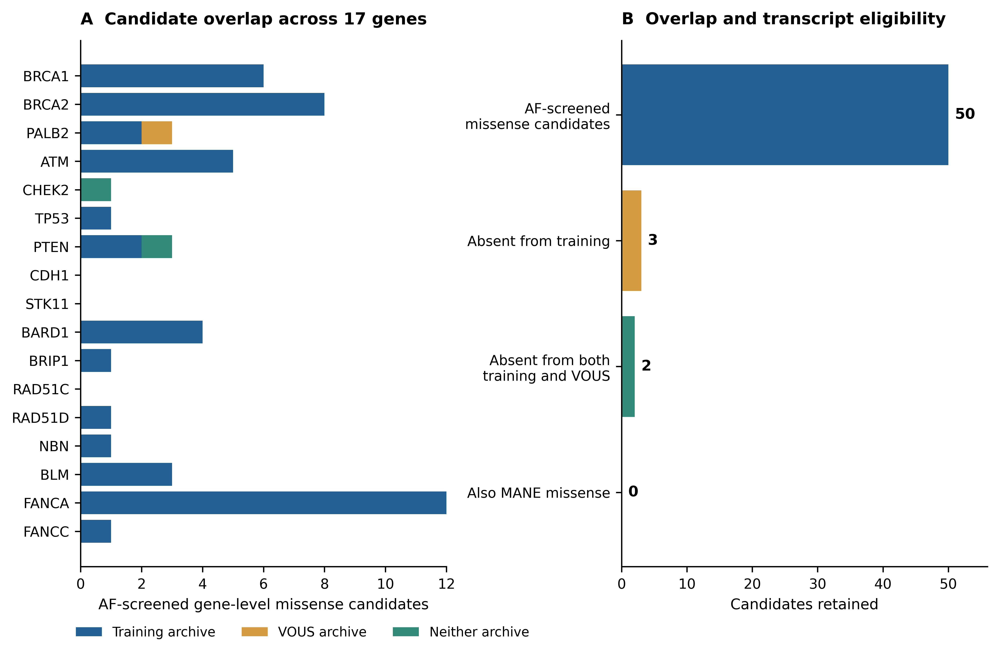 A  Candidate overlap across 17 genes
BRCA1
BRCA2
PALB2
ATM
CHEK2
TP53
PTEN
CDH1
STK11
BARD1
BRIP1
RAD51C
RAD51D
NBN
BLM
FANCA
FANCC
0 2 4 6 8 10 12
AF-screened gene-level missense candidates
Training archive
VOUS archive
Neither archive
B  Overlap and transcript eligibility
AF-screened
missense candidates
50
Absent from training
3
Absent from both
training and VOUS
2
Also MANE missense
0
0 10 20 30 40 50
Candidates retained